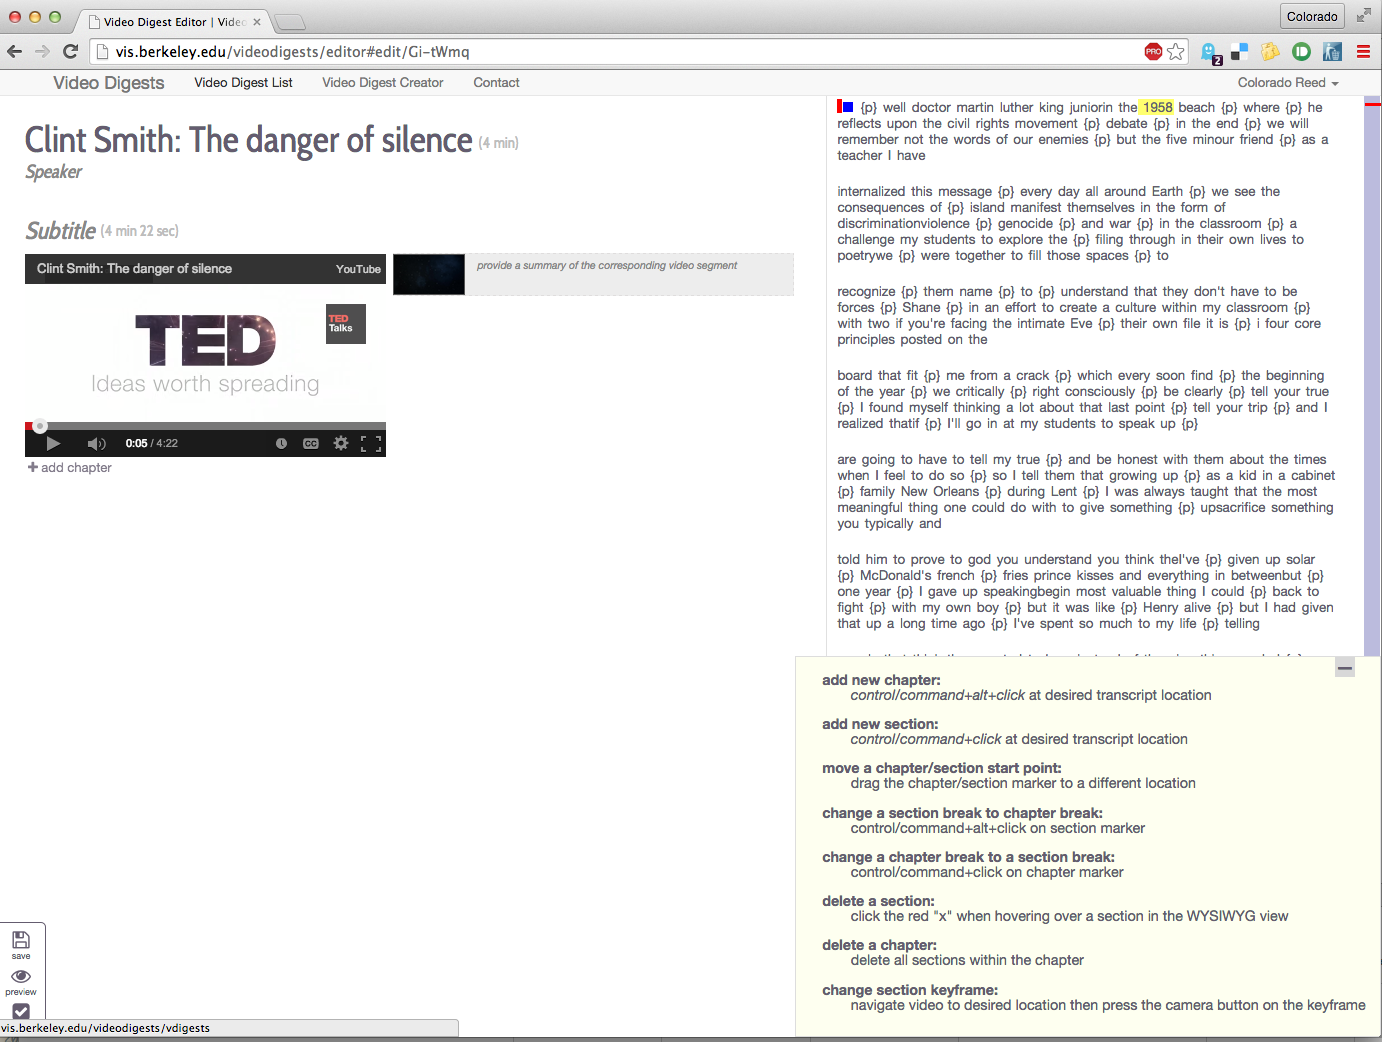 Video Digest Editor | Vide
Colorado
vis.berkeley.edu/videodigests/editor#edit/Gi-tWmq
PRO
2
Video Digests
Video Digest List
Video Digest Creator
Contact
Colorado Reed
Clint Smith: The danger of silence (4 min)
Speaker
Subtitle (4 min 22 sec)
Clint Smith: The danger of silence
YouTube
TED
Talks
TED
Ideas worth spreading
0:05 / 4:22
CC
provide a summary of the corresponding video segment
+ add chapter
{p} well doctor martin luther king juniorin the 1958 beach {p} where {p} he
reflects upon the civil rights movement {p} debate {p} in the end {p} we will
remember not the words of our enemies {p} but the five minour friend {p} as a
teacher I have
internalized this message {p} every day all around Earth {p} we see the
consequences of {p} island manifest themselves in the form of
discriminationviolence {p} genocide {p} and war {p} in the classroom {p} a
challenge my students to explore the {p} filing through in their own lives to
poetrywe {p} were together to fill those spaces {p} to
recognize {p} them name {p} to {p} understand that they don't have to be
forces {p} Shane {p} in an effort to create a culture within my classroom {p}
with two if you're facing the intimate Eve {p} their own file it is {p} i four core
principles posted on the
board that fit {p} me from a crack {p} which every soon find {p} the beginning
of the year {p} we critically {p} right consciously {p} be clearly {p} tell your true
{p} I found myself thinking a lot about that last point {p} tell your trip {p} and I
realized thatif {p} I'll go in at my students to speak up {p}
are going to have to tell my true {p} and be honest with them about the times
when I feel to do so {p} so I tell them that growing up {p} as a kid in a cabinet
{p} family New Orleans {p} during Lent {p} I was always taught that the most
meaningful thing one could do with to give something {p} upsacrifice something
you typically and
told him to prove to god you understand you think theI've {p} given up solar
{p} McDonald's french {p} fries prince kisses and everything in betweenbut {p}
one year {p} I gave up speakingbegin most valuable thing I could {p} back to
fight {p} with my own boy {p} but it was like {p} Henry alive {p} but I had given
that up a long time ago {p} I've spent so much to my life {p} telling
add new chapter:
control/command+alt+click at desired transcript location
add new section:
control/command+click at desired transcript location
move a chapter/section start point:
drag the chapter/section marker to a different location
change a section break to chapter break:
control/command+alt+click on section marker
change a chapter break to a section break:
control/command+click on chapter marker
delete a section:
click the red "x" when hovering over a section in the WYSIWYG view
delete a chapter:
delete all sections within the chapter
change section keyframe:
navigate video to desired location then press the camera button on the keyframe
save
preview
vis.berkeley.edu/videodigests/vdigests